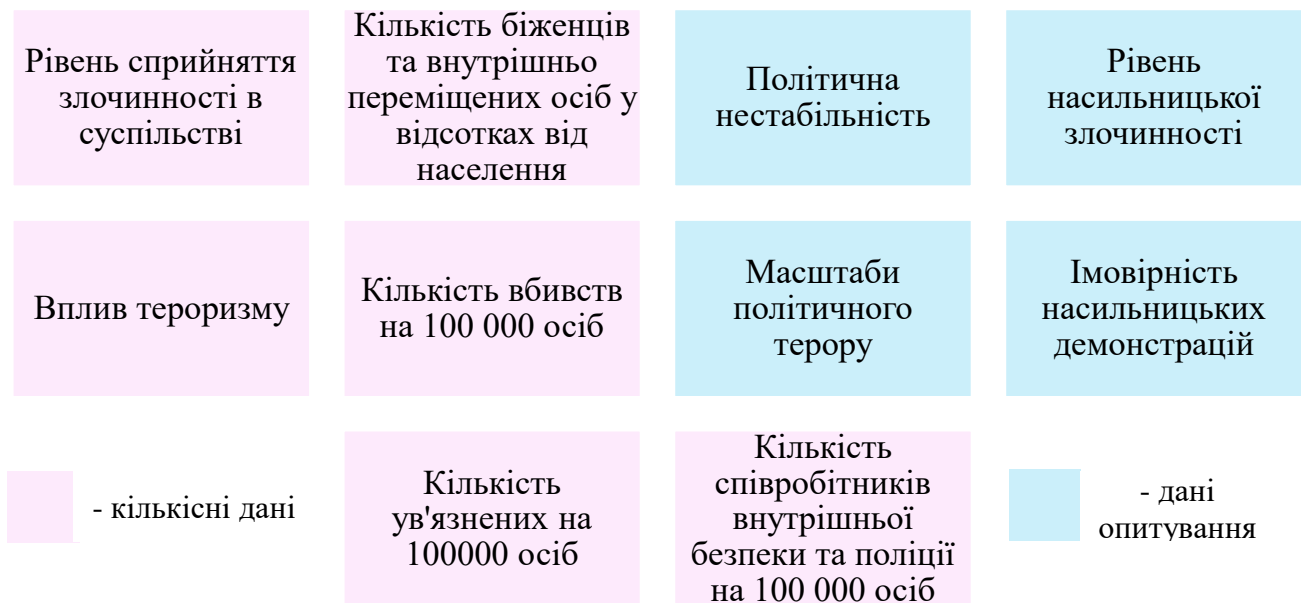 Рівень сприйняття
злочинності в
суспільстві
Кількість біженців
та внутрішньо
переміщених осіб у
відсотках від
населення
Політична
нестабільність
Рівень
насильницької
злочинності
Вплив тероризму
Кількість вбивств
на 100 000 осіб
Масштаби
політичного
терору
Імовірність
насильницьких
демонстрацій
- кількісні дані
Кількість
ув'язнених на
100000 осіб
Кількість
співробітників
внутрішньої
безпеки та поліції
на 100 000 осіб
- дані
опитування